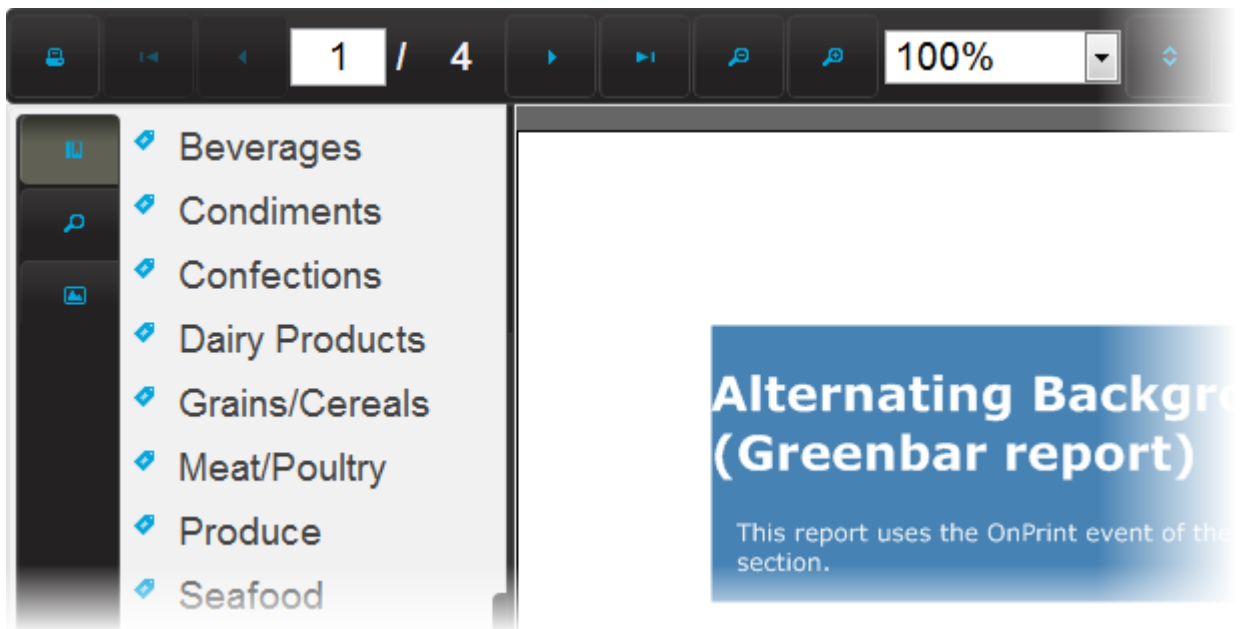 1 / 4 100%
Beverages
Condiments
Confections
Dairy Products
Grains/Cereals
Meat/Poultry
Produce
Seafood
Alternating Backgro
(Greenbar report)
This report uses the OnPrint event of the
section.